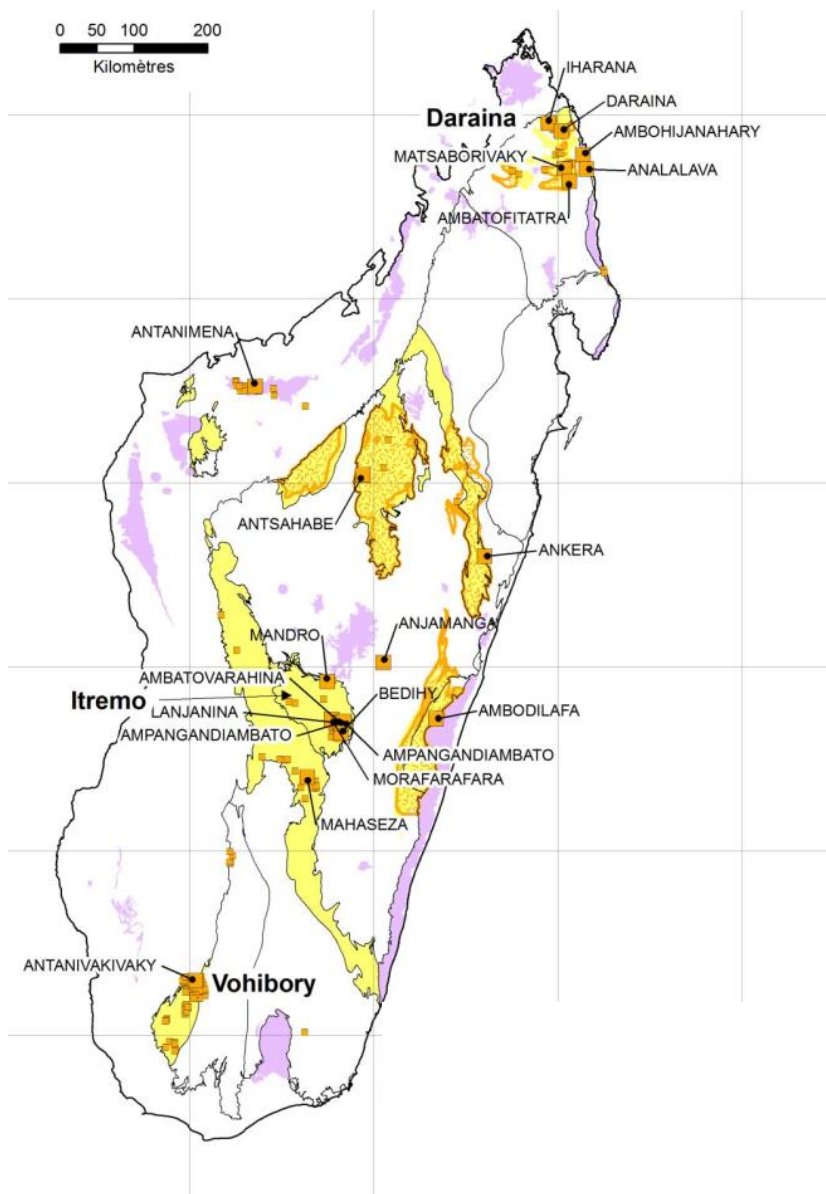 0 50 100 200
Kilomètres
IHARANA
Daraina
DARAINA
AMBOHIJANAHARY
MATSABORIVAKY
ANALALAVA
AMBATOFITATRA
ANTANIMENA
ANTSAHABE
ANKERA
ANJAMANGA
MANDRO
AMBATOVARAHINA
BEDIHY
Itremo
LANJANINA
AMBODILAFA
AMPANGANDIAMBATO
AMPANGANDIAMBATO
MORAFARAFARA
MAHASEZA
ANTANIVAKIVAKY
Vohibory